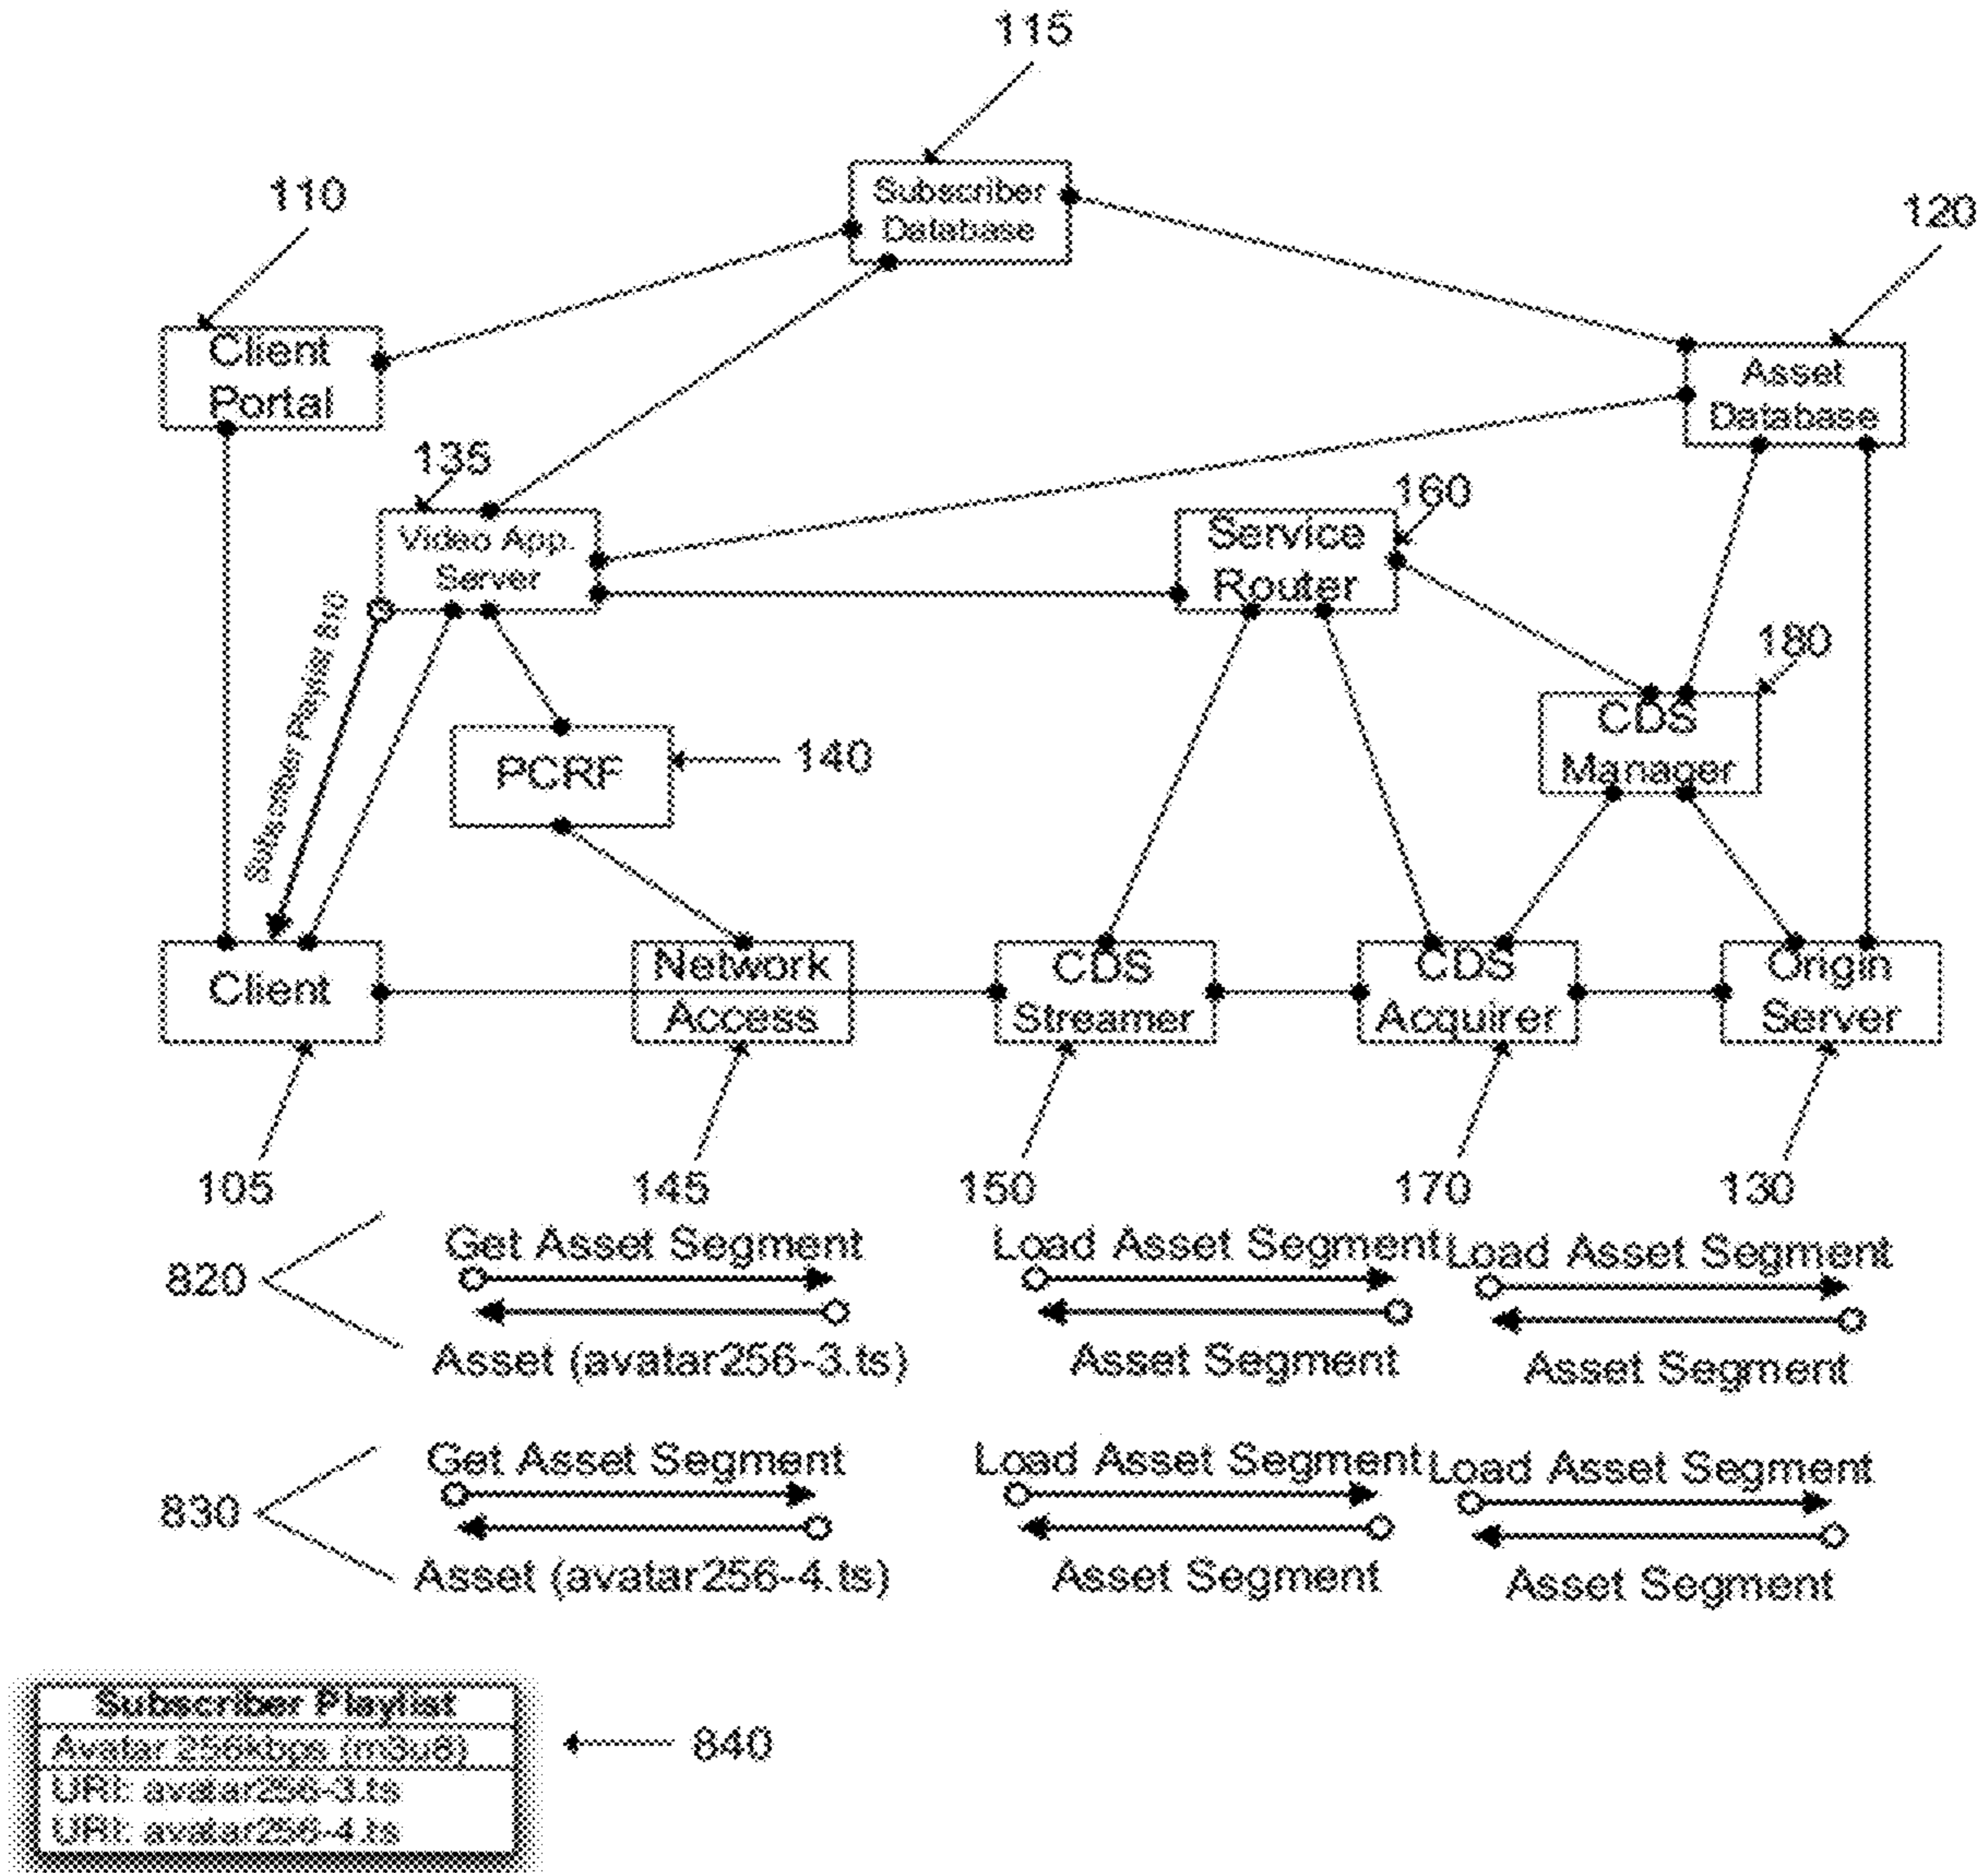 115
110
Subscriber
Database
120
Client
Portal
Asset
Database
135
160
Video App.
Server
Service
Router
180
Subscriber Playlist
CDS
Manager
PCRF
140
Client
Network
Access
CDS
Streamer
CDS
Acquirer
Origin
Server
105
145
150
170
130
820
Get Asset Segment
Load Asset Segment
Load Asset Segment
Asset (avatar256-3.ts)
Asset Segment
Asset Segment
830
Get Asset Segment
Load Asset Segment
Load Asset Segment
Asset (avatar256-4.ts)
Asset Segment
Asset Segment
Subscriber Playlist
Avatar 256kbps (m3u8)
URI: avatar256-3.ts
URI: avatar256-4.ts
840